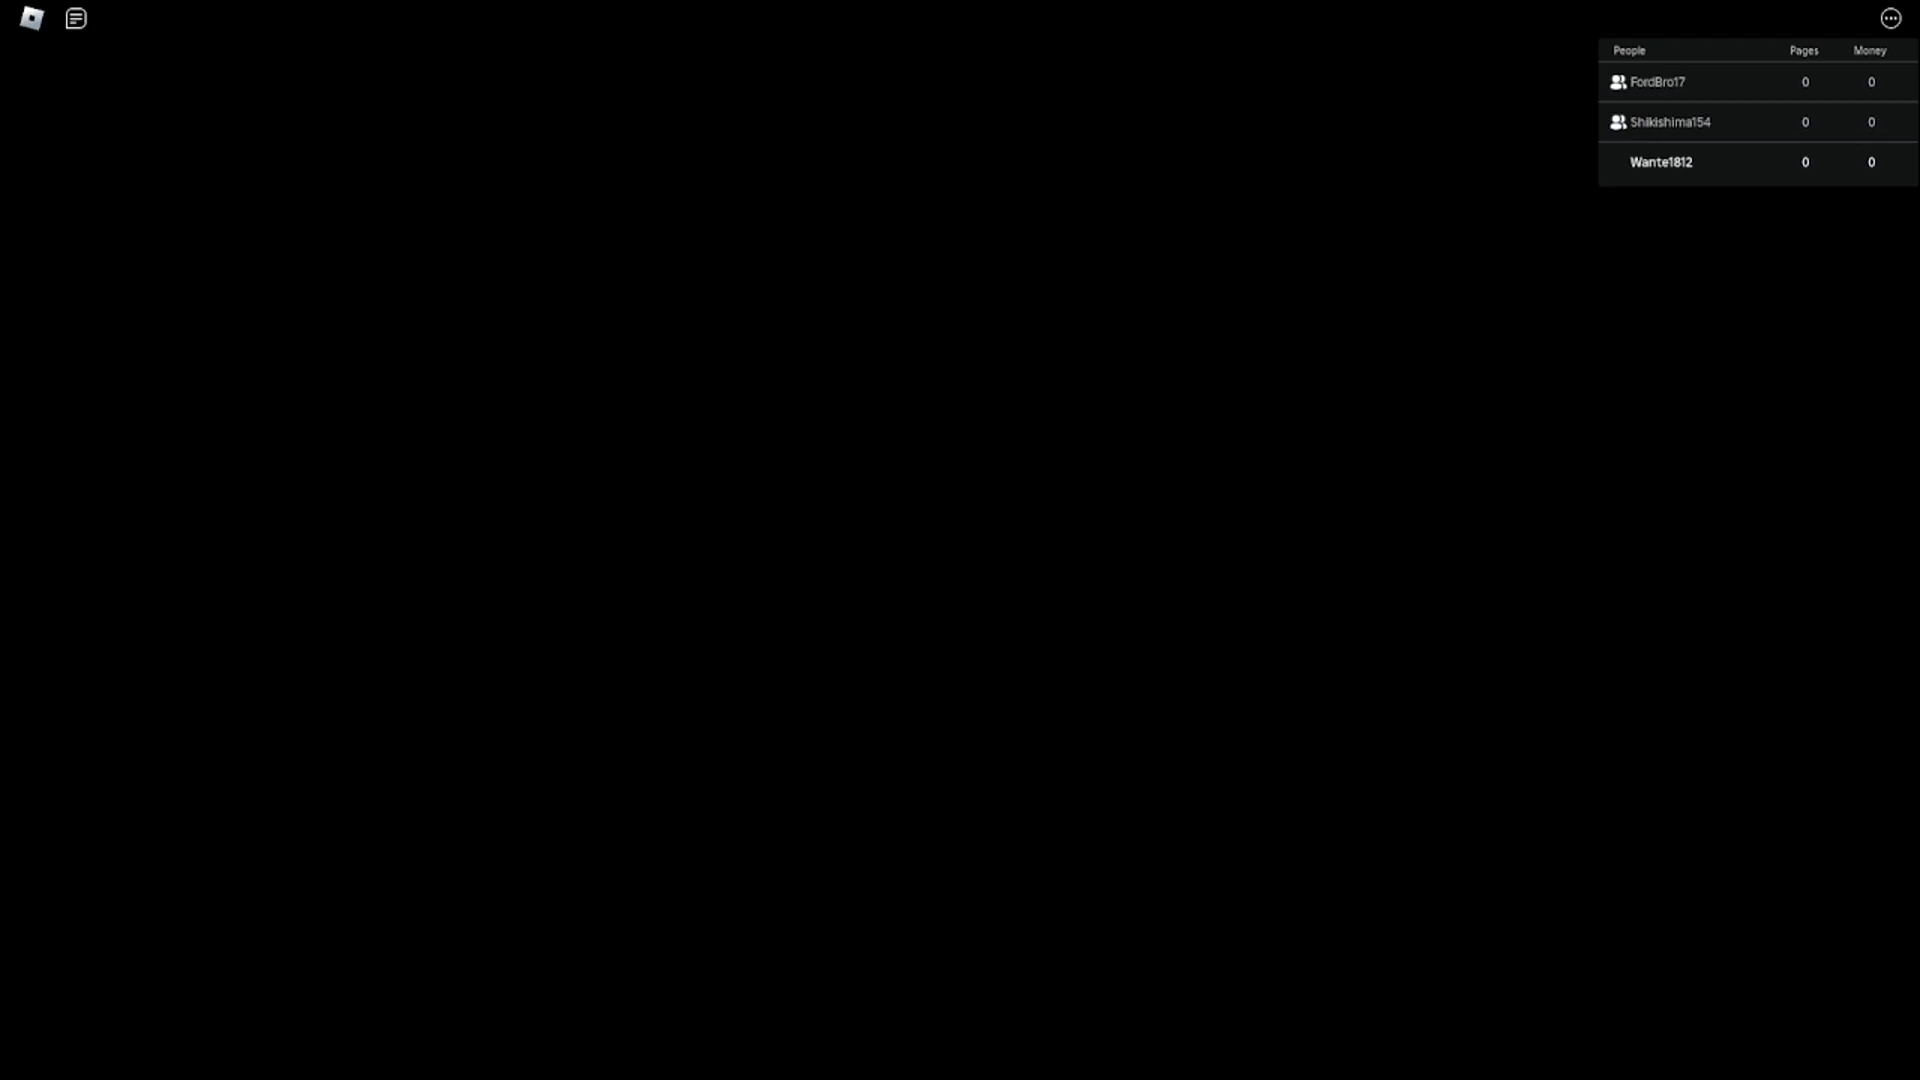 People Pages Money
FordBro17 0 0
Shikishima154 0 0
Wante1812 0 0